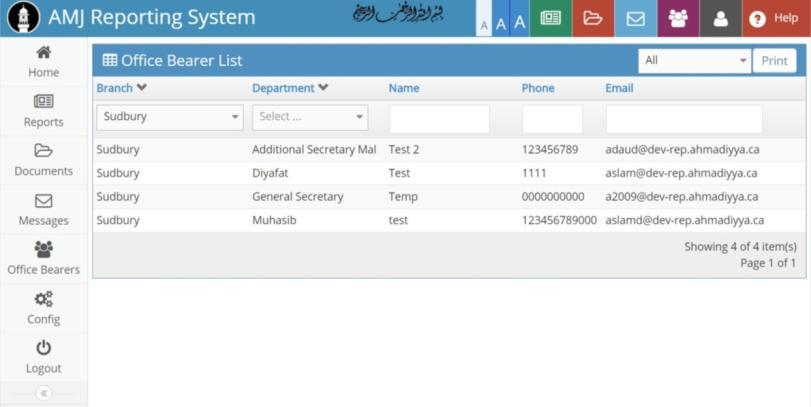 AMJ Reporting System
بسم اللہ الرحمٰن الرحیم
A A A
Help
Home
Reports
Documents
Messages
Office Bearers
Config
Logout
Office Bearer List
All Print
Branch Department Name Phone Email
Sudbury Select ...
Sudbury Additional Secretary Mal Test 2 123456789 adaud@dev-rep.ahmadiyya.ca
Sudbury Diyafat Test 1111 aslam@dev-rep.ahmadiyya.ca
Sudbury General Secretary Temp 0000000000 a2009@dev-rep.ahmadiyya.ca
Sudbury Muhasib test 123456789000 aslamd@dev-rep.ahmadiyya.ca
Showing 4 of 4 item(s)
Page 1 of 1